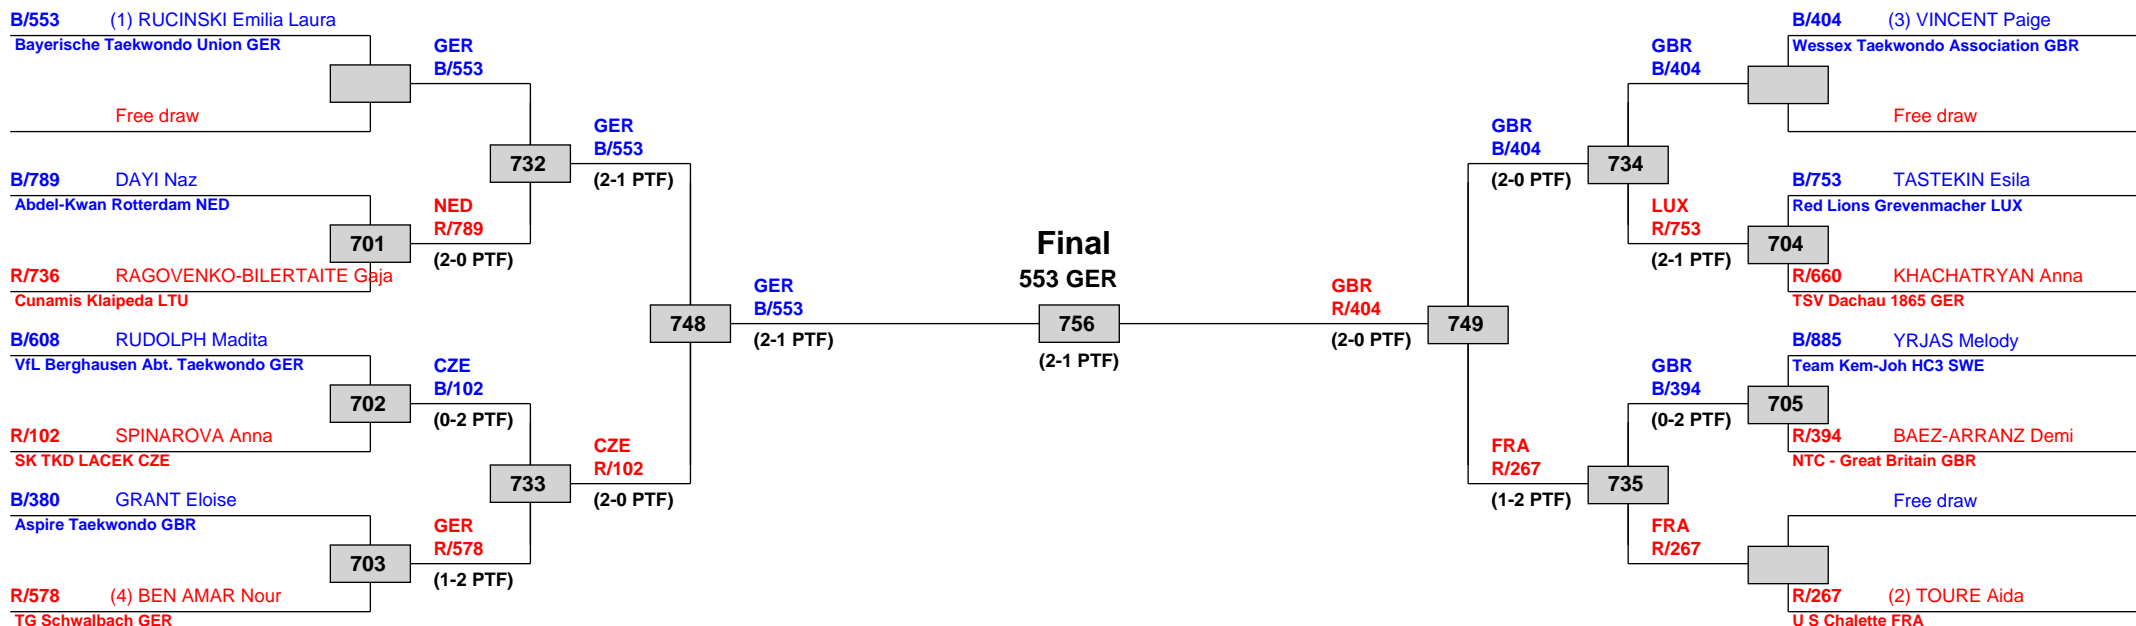 B/553 (1) RUCINSKI Emilia Laura
Bayerische Taekwondo Union GER
Free draw
B/789 DAYI Naz
Abdel-Kwan Rotterdam NED
701
R/736 RAGOVENKO-BILERTAITE Gaja
Cunamis Klaipeda LTU
B/608 RUDOLPH Madita
VfL Berghausen Abt. Taekwondo GER
702
R/102 SPINAROVA Anna
SK TKD LACEK CZE
B/380 GRANT Eloise
Aspire Taekwondo GBR
703
R/578 (4) BEN AMAR Nour
TG Schwalbach GER
GER
B/553
732
NED
R/789
(2-0 PTF)
CZE
B/102
(0-2 PTF)
733
GER
R/578
(1-2 PTF)
GER
B/553
(2-1 PTF)
748
CZE
R/102
(2-0 PTF)
GER
B/553
(2-1 PTF)
Final
553 GER
756
(2-1 PTF)
GBR
R/404
(2-0 PTF)
749
GBR
B/404
(2-0 PTF)
734
FRA
R/267
(1-2 PTF)
735
GBR
B/404
LUX
R/753
(2-1 PTF)
GBR
B/394
(0-2 PTF)
FRA
R/267
B/404 (3) VINCENT Paige
Wessex Taekwondo Association GBR
Free draw
B/753 TASTEKIN Esila
Red Lions Grevenmacher LUX
704
R/660 KHACHATRYAN Anna
TSV Dachau 1865 GER
B/885 YRJAS Melody
Team Kem-Joh HC3 SWE
705
R/394 BAEZ-ARRANZ Demi
NTC - Great Britain GBR
Free draw
R/267 (2) TOURE Aida
U S Chalette FRA